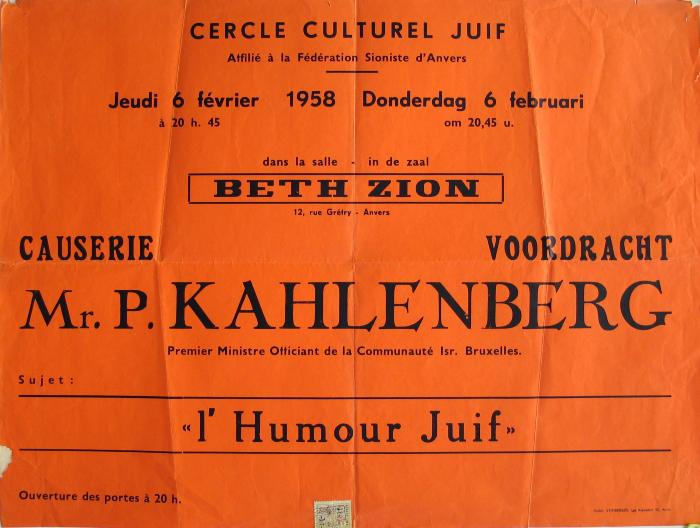 CERCLE CULTUREL JUIF
Affilié à la Fédération Sioniste d'Anvers
Jeudi 6 février 1958 Donderdag 6 februari
à 20 h. 45 om 20,45 u.
dans la salle - in de zaal
BETH ZION
12, rue Grétry - Anvers
CAUSERIE VOORDRACHT
Mr. P. KAHLENBERG
Premier Ministre Officiant de la Communauté Isr. Bruxelles.
Sujet :
«l' Humour Juif»
Ouverture des portes à 20 h.